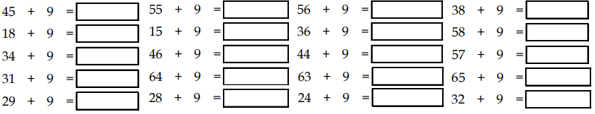 45 + 9 = 55 + 9 = 56 + 9 = 38 + 9 =
18 + 9 = 15 + 9 = 36 + 9 = 58 + 9 =
34 + 9 = 46 + 9 = 44 + 9 = 57 + 9 =
31 + 9 = 64 + 9 = 63 + 9 = 65 + 9 =
29 + 9 = 28 + 9 = 24 + 9 = 32 + 9 =